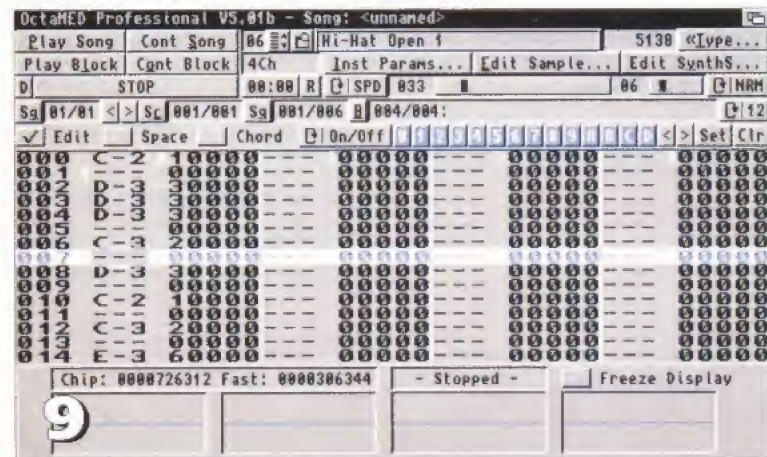 OctaMED Professional V5.01b - Song: <unnamed>
Play Song Cont Song 06 Hi-Hat Open 1 5138 «Type...
Play Block Cont Block 4Ch Inst Params... Edit Sample... Edit SynthS...
D STOP 00:00 R SPD 033 06 NRM
Sg 01/01 < > Sc 001/001 Sq 001/006 B 004/004: 12
Edit Space Chord On/Off < > Set Clr
000 C-2 10000--- 00000--- 00000--- 00000
001 --- 00000--- 00000--- 00000--- 00000
002 D-3 30000--- 00000--- 00000--- 00000
003 D-3 30000--- 00000--- 00000--- 00000
004 D-3 30000--- 00000--- 00000--- 00000
005 --- 00000--- 00000--- 00000--- 00000
006 C-3 20000--- 00000--- 00000--- 00000
007 --- 00000--- 00000--- 00000--- 00000
008 D-3 30000--- 00000--- 00000--- 00000
009 --- 00000--- 00000--- 00000--- 00000
010 C-2 10000--- 00000--- 00000--- 00000
011 --- 00000--- 00000--- 00000--- 00000
012 C-3 20000--- 00000--- 00000--- 00000
013 --- 00000--- 00000--- 00000--- 00000
014 E-3 60000--- 00000--- 00000--- 00000
Chip: 0000726312 Fast: 0000306344 - Stopped - Freeze Display
9